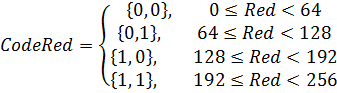 CodeRed = { {0,0}, 0 ≤ Red < 64
{0,1}, 64 ≤ Red < 128
{1, 0}, 128 ≤ Red < 192
{1, 1}, 192 ≤ Red < 256